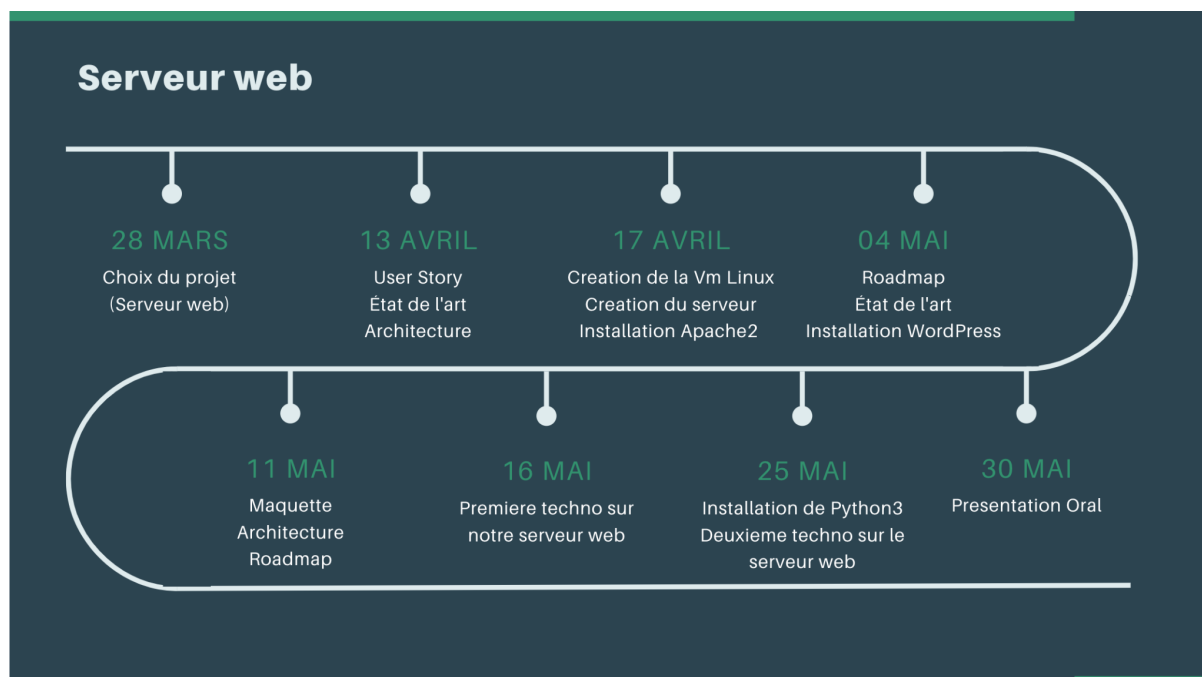 Serveur web
28 MARS
Choix du projet
(Serveur web)
13 AVRIL
User Story
État de l'art
Architecture
17 AVRIL
Creation de la Vm Linux
Creation du serveur
Installation Apache2
04 MAI
Roadmap
État de l'art
Installation WordPress
11 MAI
Maquette
Architecture
Roadmap
16 MAI
Premiere techno sur
notre serveur web
25 MAI
Installation de Python3
Deuxieme techno sur le
serveur web
30 MAI
Presentation Oral